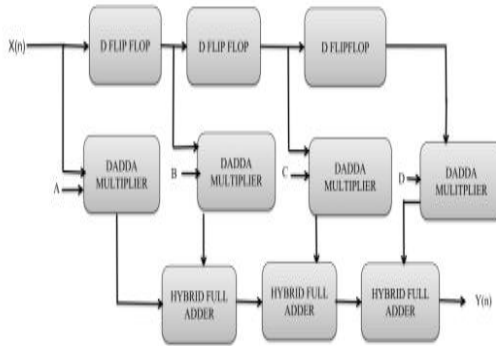 X(n)
D FLIP FLOP
D FLIP FLOP
D FLIPFLOP
A
DADDA
MULTIPLIER
B
DADDA
MULTIPLIER
C
DADDA
MULTIPLIER
D
DADDA
MULITPLIER
HYBRID FULL
ADDER
HYBRID FULL
ADDER
HYBRID FULL
ADDER
Y(n)